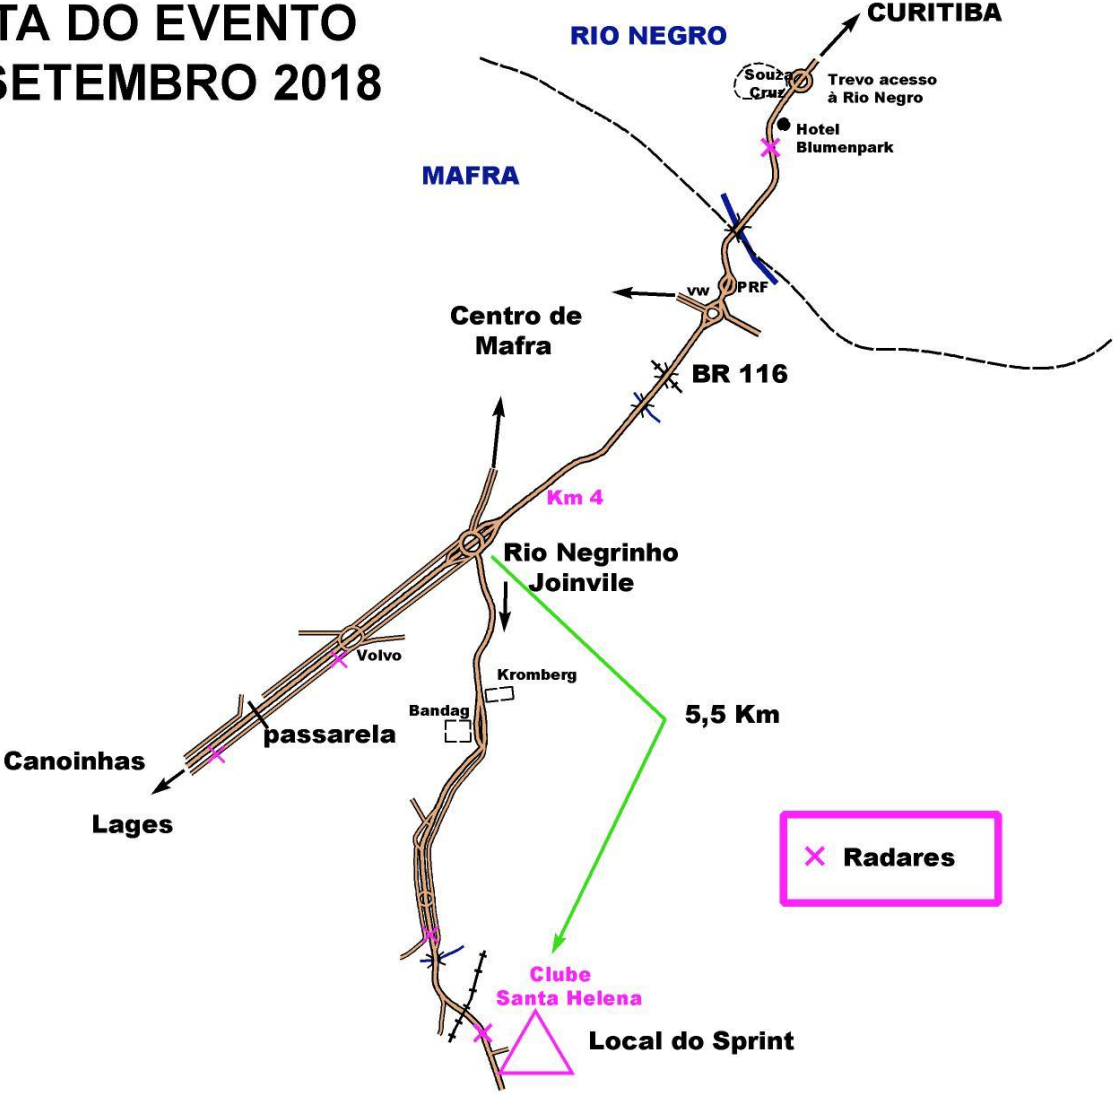 TA DO EVENTO
SETEMBRO 2018
CURITIBA
RIO NEGRO
Souza
Cruz
Trevo acesso
à Rio Negro
Hotel
Blumenpark
MAFRA
vw
PRF
Centro de
Mafra
BR 116
Km 4
Rio Negrinho
Joinvile
Volvo
Kromberg
Bandag
5,5 Km
passarela
Canoinhas
Lages
Radares
Clube
Santa Helena
Local do Sprint